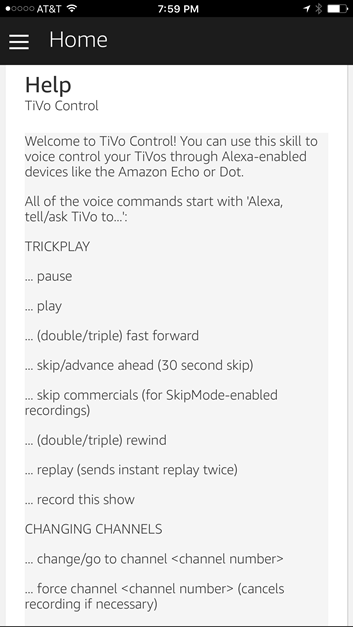 AT&T 7:59 PM
Home
Help
TiVo Control
Welcome to TiVo Control! You can use this skill to
voice control your TiVos through Alexa-enabled
devices like the Amazon Echo or Dot.
All of the voice commands start with 'Alexa,
tell/ask TiVo to...':
TRICKPLAY
... pause
... play
... (double/triple) fast forward
... skip/advance ahead (30 second skip)
... skip commercials (for SkipMode-enabled
recordings)
... (double/triple) rewind
... replay (sends instant replay twice)
... record this show
CHANGING CHANNELS
... change/go to channel <channel number>
... force channel <channel number> (cancels
recording if necessary)